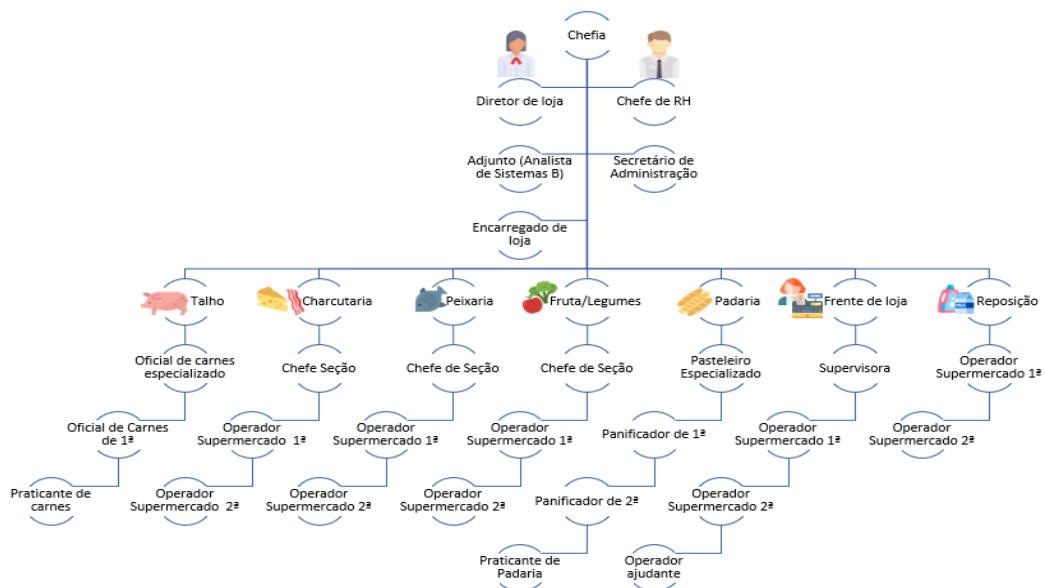 Chefia
Diretor de loja
Chefe de RH
Adjunto (Analista
de Sistemas B)
Secretário de
Administração
Encarregado de
loja
Talho
Charcutaria
Peixaria
Fruta/Legumes
Padaria
Frente de loja
Reposição
Oficial de carnes
especializado
Chefe Seção
Chefe de Seção
Chefe de Seção
Pasteleiro
Especializado
Supervisora
Operador
Supermercado 1ª
Oficial de Carnes
de 1ª
Operador
Supermercado 1ª
Operador
Supermercado 1ª
Operador
Supermercado 1ª
Panificador de 1ª
Operador
Supermercado 1ª
Operador
Supermercado 2ª
Praticante de
carnes
Operador
Supermercado 2ª
Operador
Supermercado 2ª
Operador
Supermercado 2ª
Panificador de 2ª
Operador
Supermercado 2ª
Praticante de
Padaria
Operador
ajudante